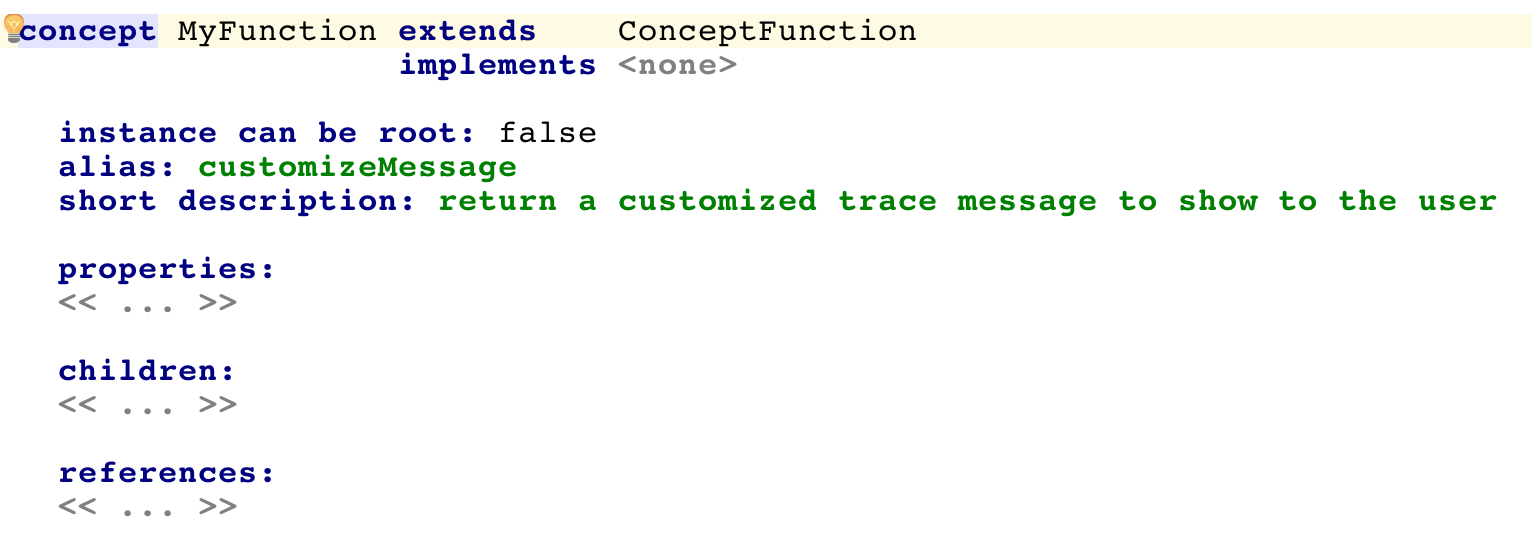 concept MyFunction extends ConceptFunction
implements <none>
instance can be root: false
alias: customizeMessage
short description: return a customized trace message to show to the user
properties:
<< ... >>
children:
<< ... >>
references:
<< ... >>